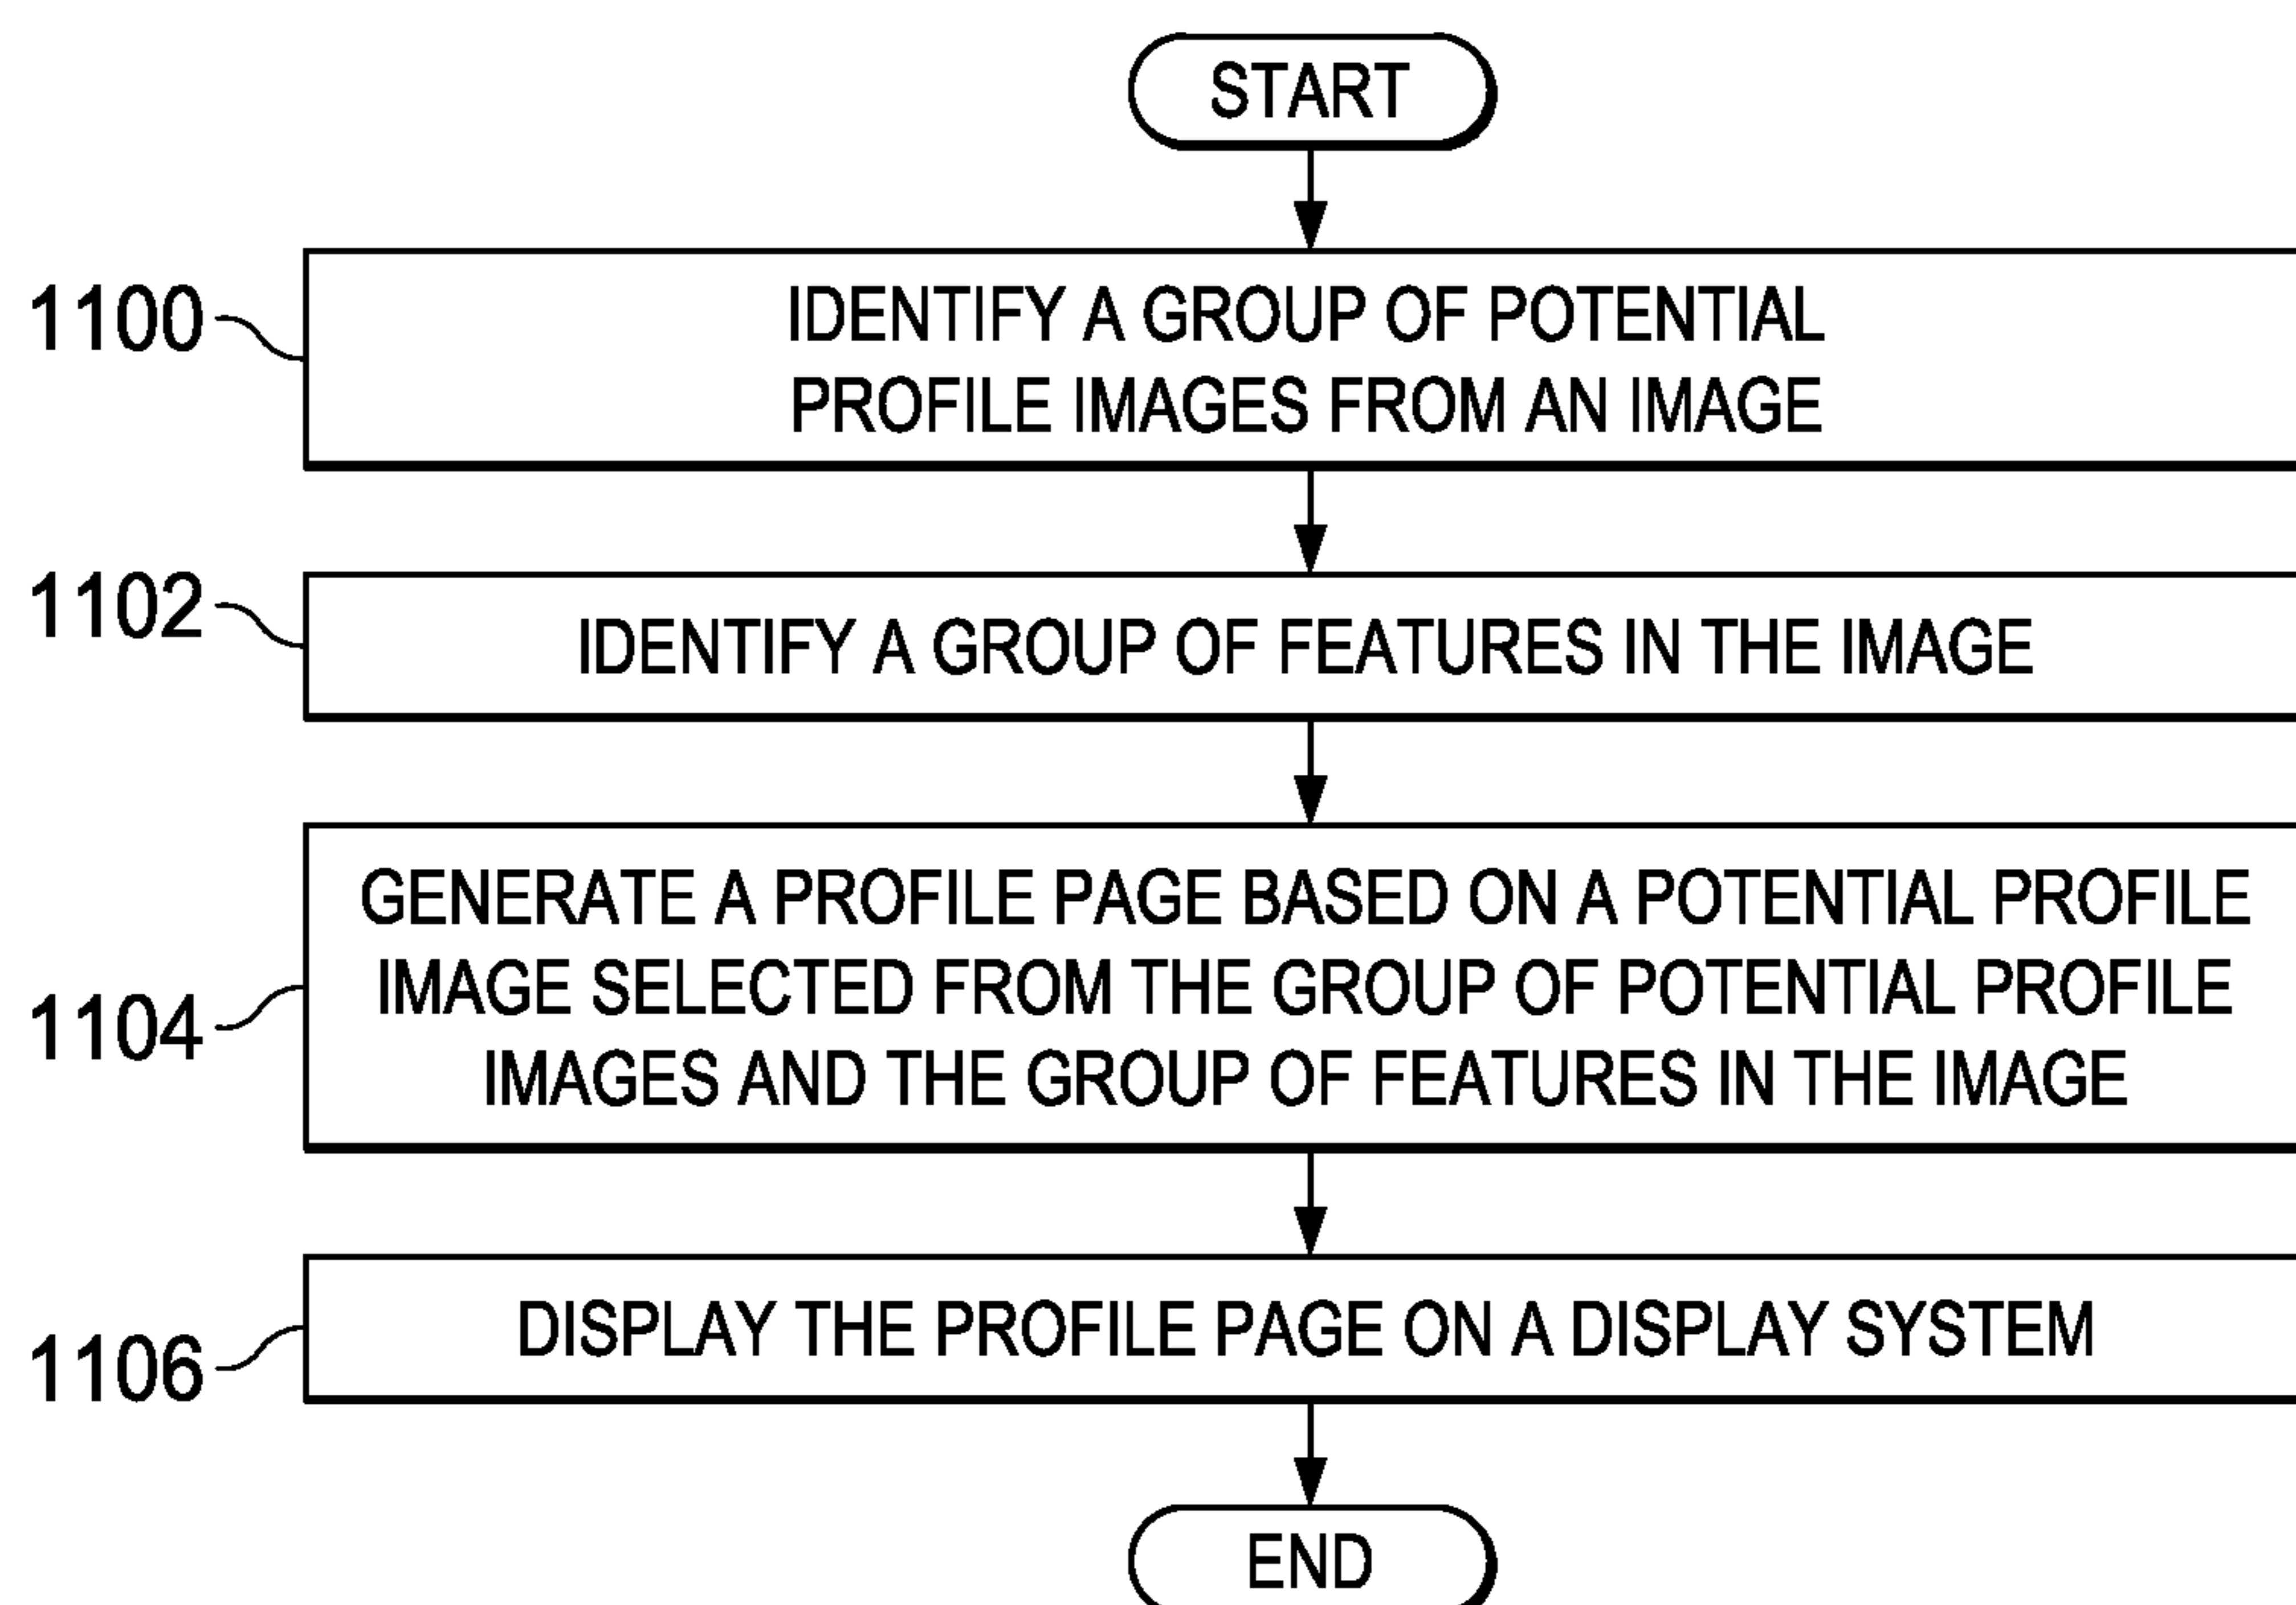 START
1100
IDENTIFY A GROUP OF POTENTIAL
PROFILE IMAGES FROM AN IMAGE
1102
IDENTIFY A GROUP OF FEATURES IN THE IMAGE
1104
GENERATE A PROFILE PAGE BASED ON A POTENTIAL PROFILE
IMAGE SELECTED FROM THE GROUP OF POTENTIAL PROFILE
IMAGES AND THE GROUP OF FEATURES IN THE IMAGE
1106
DISPLAY THE PROFILE PAGE ON A DISPLAY SYSTEM
END